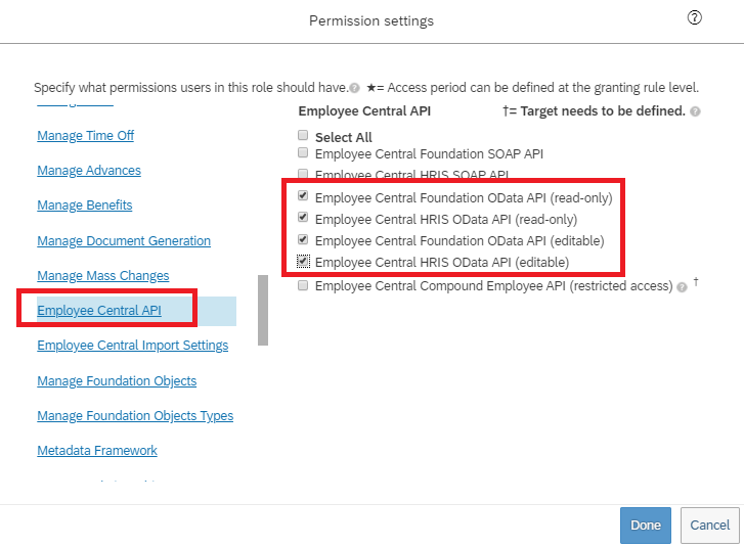 Permission settings
Specify what permissions users in this role should have. ★= Access period can be defined at the granting rule level.
Employee Central API †= Target needs to be defined.
Manage Time Off
Manage Advances
Manage Benefits
Manage Document Generation
Manage Mass Changes
Employee Central API
Employee Central Import Settings
Manage Foundation Objects
Manage Foundation Objects Types
Metadata Framework
Select All
Employee Central Foundation SOAP API
Employee Central HRIS SOAP API
Employee Central Foundation OData API (read-only)
Employee Central HRIS OData API (read-only)
Employee Central Foundation OData API (editable)
Employee Central HRIS OData API (editable)
Employee Central Compound Employee API (restricted access) †
Done Cancel